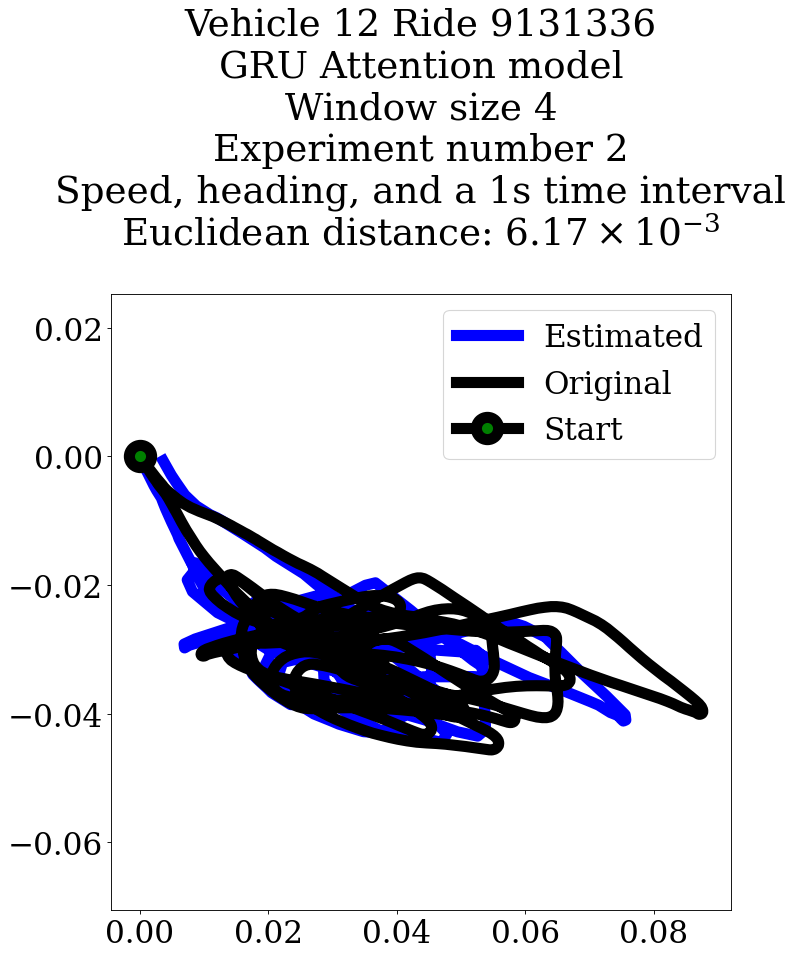 Vehicle 12 Ride 9131336
GRU Attention model
Window size 4
Experiment number 2
Speed, heading, and a 1s time interval
Euclidean distance: 6.17 × 10⁻³
Estimated
Original
Start
0.02
0.00
−0.02
−0.04
−0.06
0.00 0.02 0.04 0.06 0.08